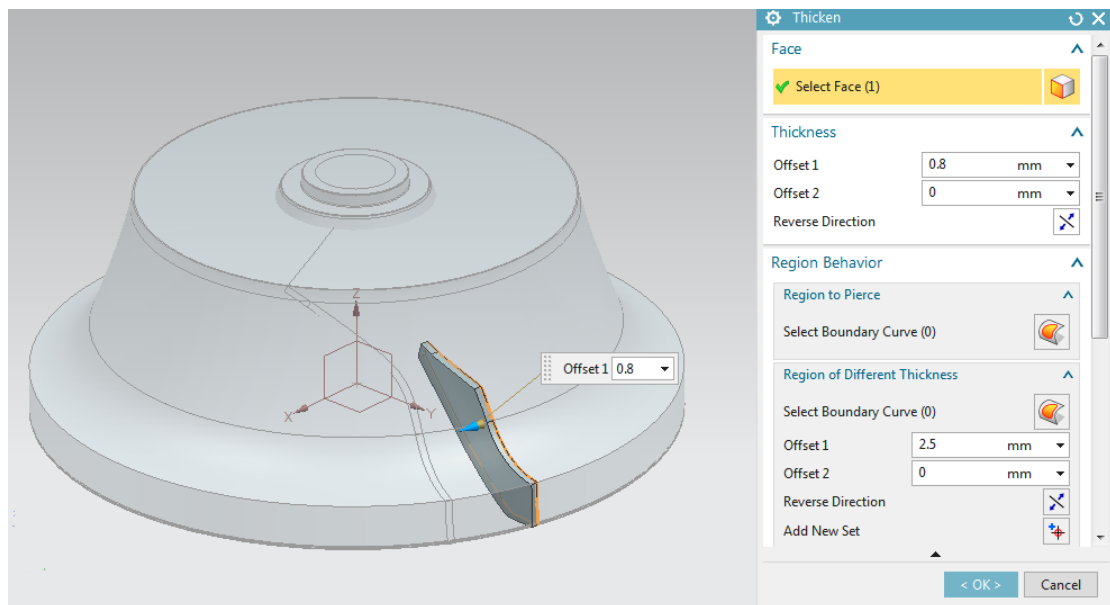 Thicken
Face
Select Face (1)
Thickness
Offset 1 0.8 mm
Offset 2 0 mm
Reverse Direction
Region Behavior
Region to Pierce
Select Boundary Curve (0)
Region of Different Thickness
Select Boundary Curve (0)
Offset 1 2.5 mm
Offset 2 0 mm
Reverse Direction
Add New Set
< OK > Cancel
Z
X
Y
Offset 1 0.8